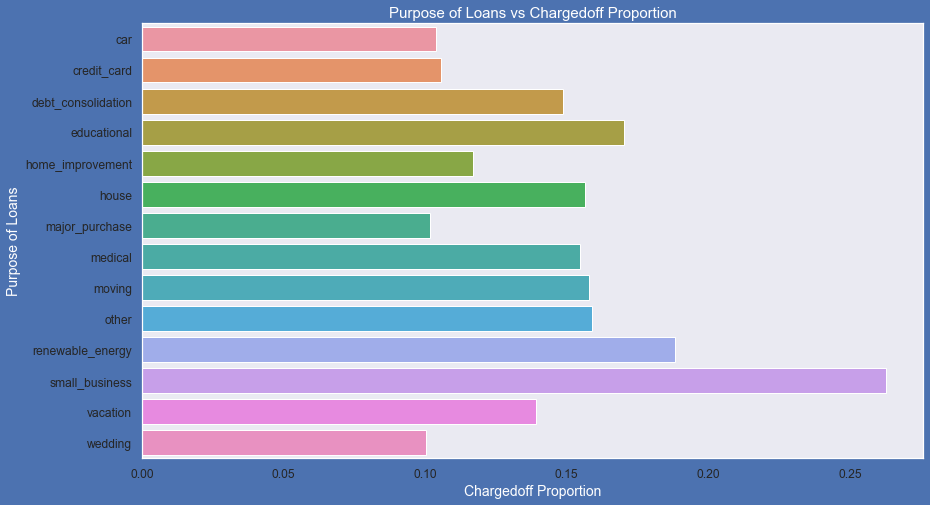 Purpose of Loans vs Chargedoff Proportion
Purpose of Loans
car
credit_card
debt_consolidation
educational
home_improvement
house
major_purchase
medical
moving
other
renewable_energy
small_business
vacation
wedding
0.00 0.05 0.10 0.15 0.20 0.25
Chargedoff Proportion